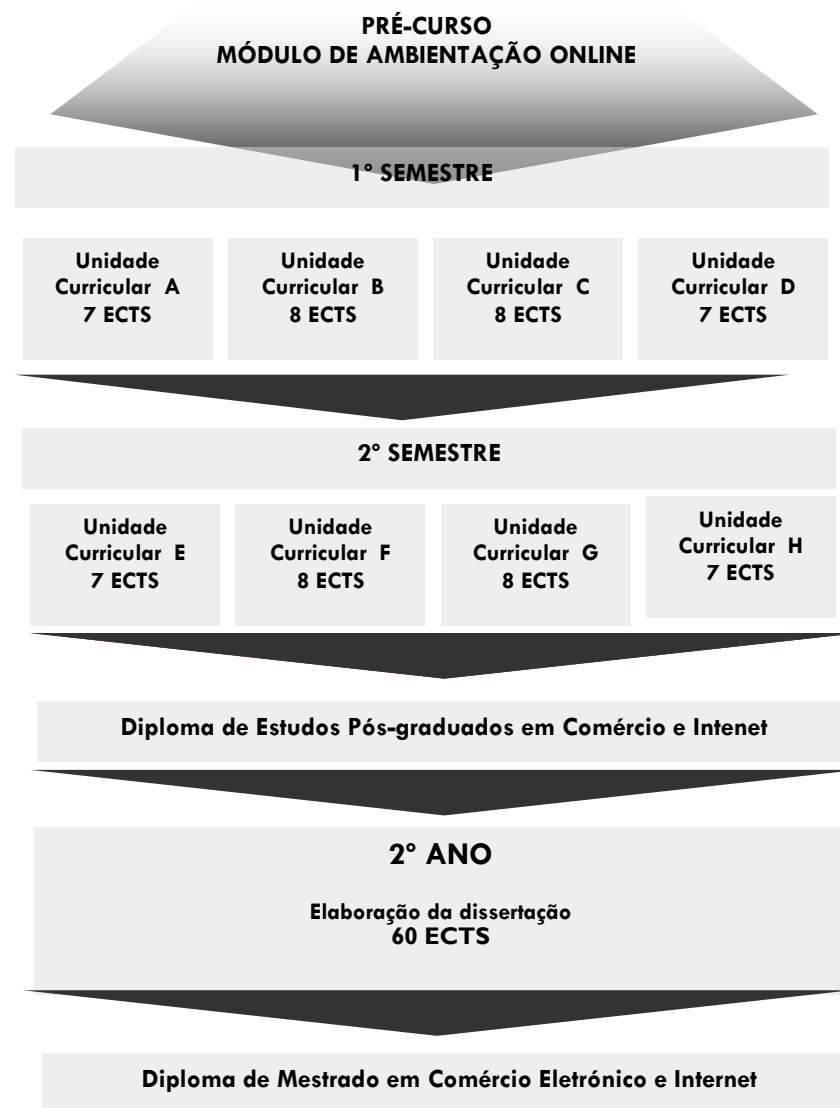 PRÉ-CURSO
MÓDULO DE AMBIENTAÇÃO ONLINE
1º SEMESTRE
Unidade
Curricular A
7 ECTS
Unidade
Curricular B
8 ECTS
Unidade
Curricular C
8 ECTS
Unidade
Curricular D
7 ECTS
2º SEMESTRE
Unidade
Curricular E
7 ECTS
Unidade
Curricular F
8 ECTS
Unidade
Curricular G
8 ECTS
Unidade
Curricular H
7 ECTS
Diploma de Estudos Pós-graduados em Comércio e Intenet
2º ANO
Elaboração da dissertação
60 ECTS
Diploma de Mestrado em Comércio Eletrónico e Internet